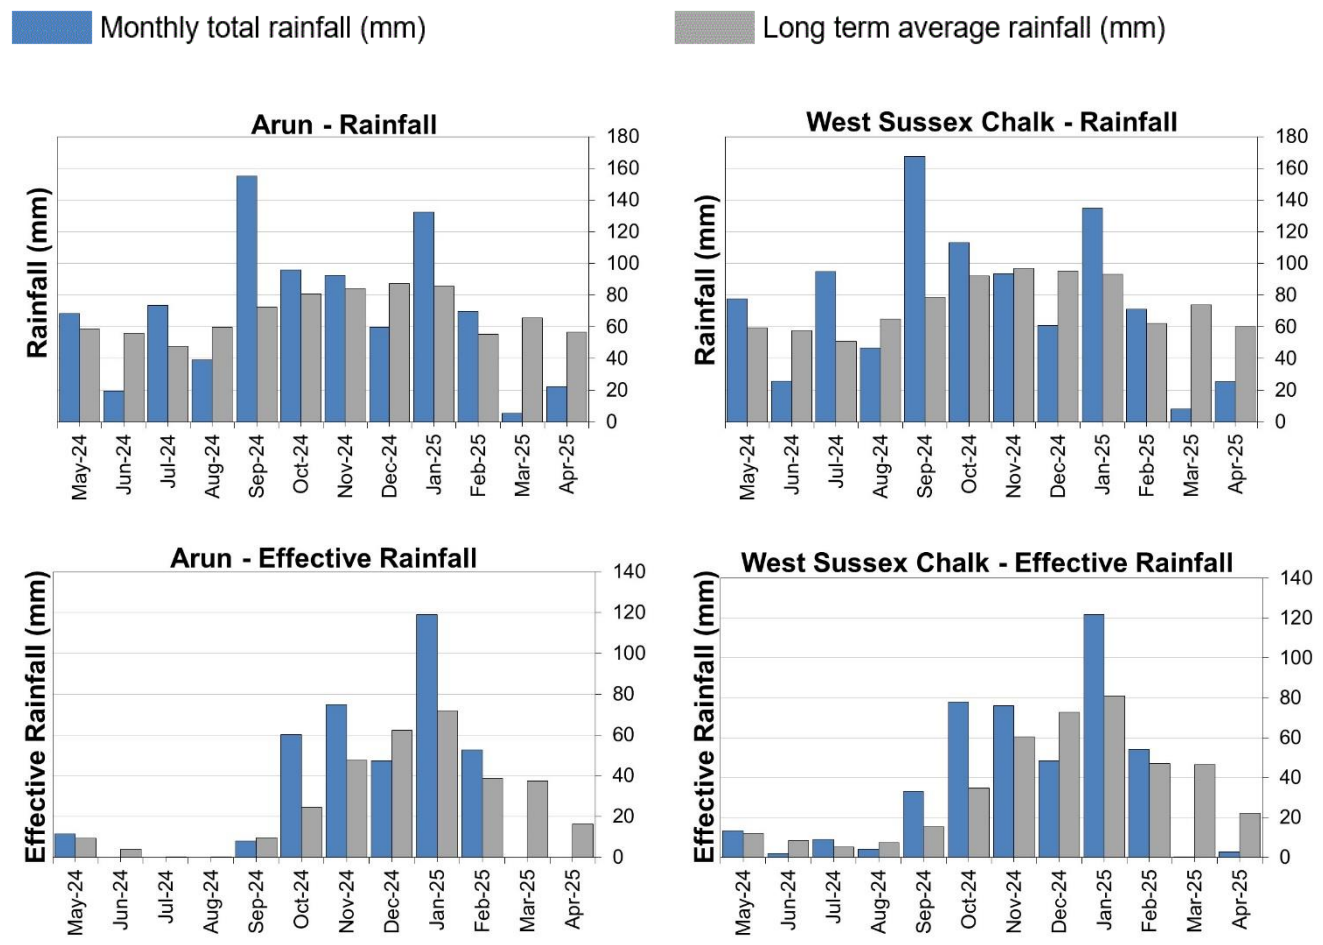 Monthly total rainfall (mm)
Long term average rainfall (mm)
Arun - Rainfall
Rainfall (mm)
180
160
140
120
100
80
60
40
20
0
May-24
Jun-24
Jul-24
Aug-24
Sep-24
Oct-24
Nov-24
Dec-24
Jan-25
Feb-25
Mar-25
Apr-25
West Sussex Chalk - Rainfall
Rainfall (mm)
180
160
140
120
100
80
60
40
20
0
May-24
Jun-24
Jul-24
Aug-24
Sep-24
Oct-24
Nov-24
Dec-24
Jan-25
Feb-25
Mar-25
Apr-25
Arun - Effective Rainfall
Effective Rainfall (mm)
140
120
100
80
60
40
20
0
May-24
Jun-24
Jul-24
Aug-24
Sep-24
Oct-24
Nov-24
Dec-24
Jan-25
Feb-25
Mar-25
Apr-25
West Sussex Chalk - Effective Rainfall
Effective Rainfall (mm)
140
120
100
80
60
40
20
0
May-24
Jun-24
Jul-24
Aug-24
Sep-24
Oct-24
Nov-24
Dec-24
Jan-25
Feb-25
Mar-25
Apr-25